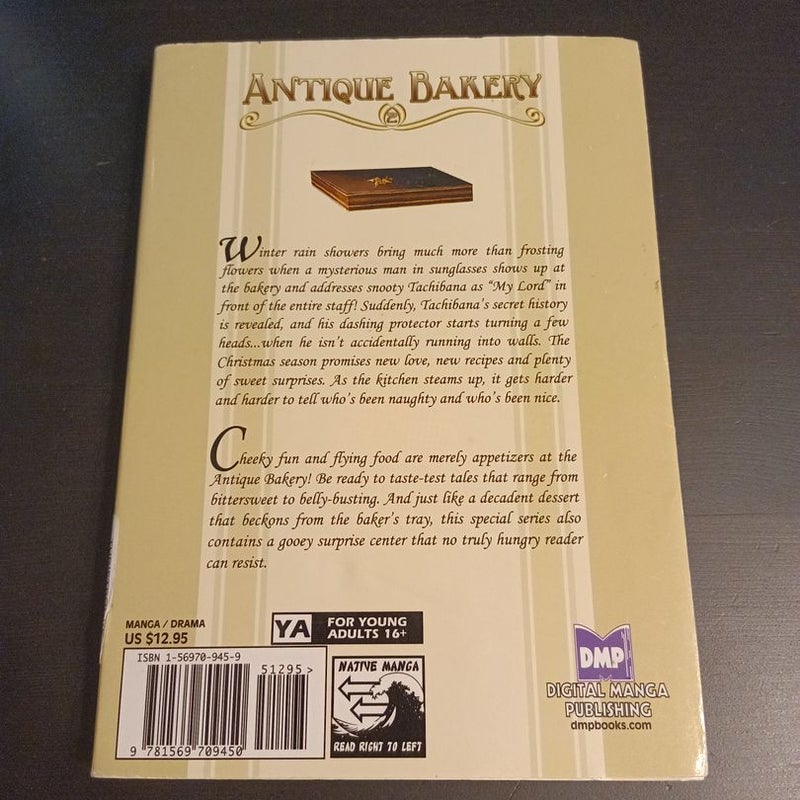 ANTIQUE BAKERY
2
Winter rain showers bring much more than frosting
flowers when a mysterious man in sunglasses shows up at
the bakery and addresses snooty Tachibana as "My Lord" in
front of the entire staff! Suddenly, Tachibana's secret history
is revealed, and his dashing protector starts turning a few
heads...when he isn't accidentally running into walls. The
Christmas season promises new love, new recipes and plenty
of sweet surprises. As the kitchen steams up, it gets harder
and harder to tell who's been naughty and who's been nice.
Cheeky fun and flying food are merely appetizers at the
Antique Bakery! Be ready to taste-test tales that range from
bittersweet to belly-busting. And just like a decadent dessert
that beckons from the baker's tray, this special series also
contains a gooey surprise center that no truly hungry reader
can resist.
MANGA / DRAMA
US $12.95
ISBN 1-56970-945-9
51295 >
9 781569 709450
YA FOR YOUNG
ADULTS 16+
NATIVE MANGA
READ RIGHT TO LEFT
DMP
DIGITAL MANGA
PUBLISHING
dmpbooks.com